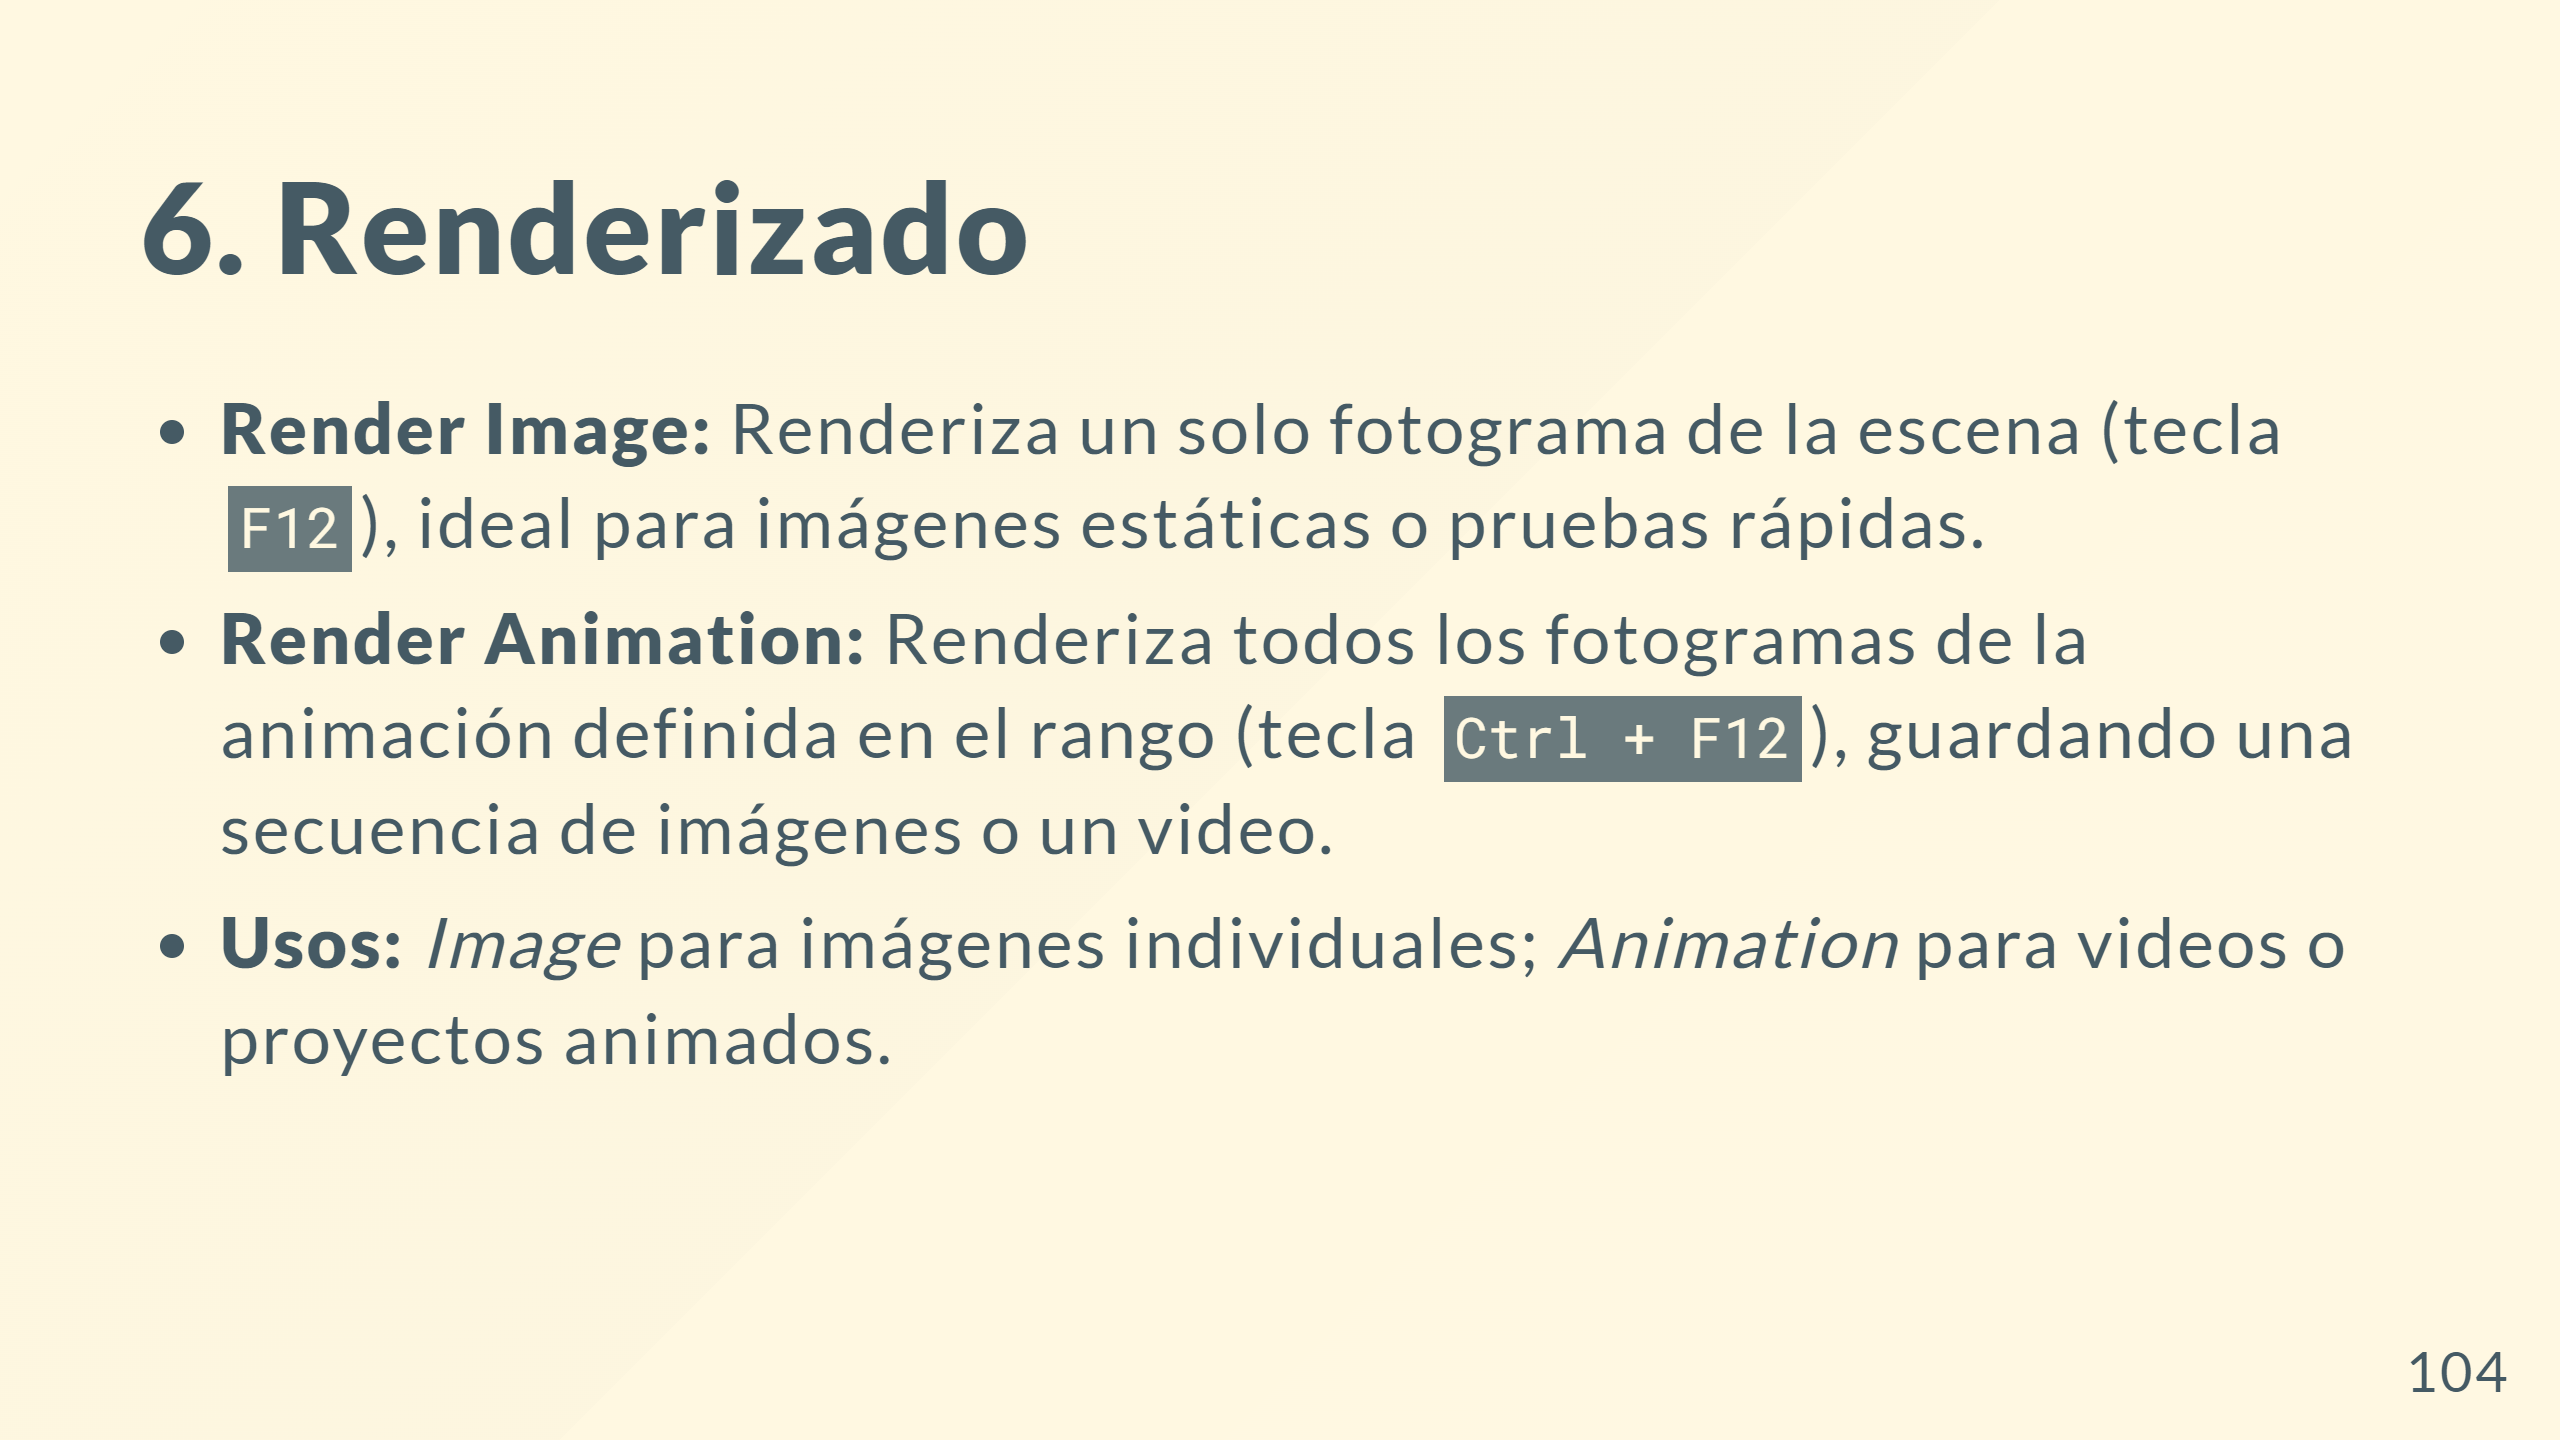 6. Renderizado
• Render Image: Renderiza un solo fotograma de la escena (tecla
F12), ideal para imágenes estáticas o pruebas rápidas.
• Render Animation: Renderiza todos los fotogramas de la
animación definida en el rango (tecla Ctrl + F12), guardando una
secuencia de imágenes o un video.
• Usos: Image para imágenes individuales; Animation para videos o
proyectos animados.
104